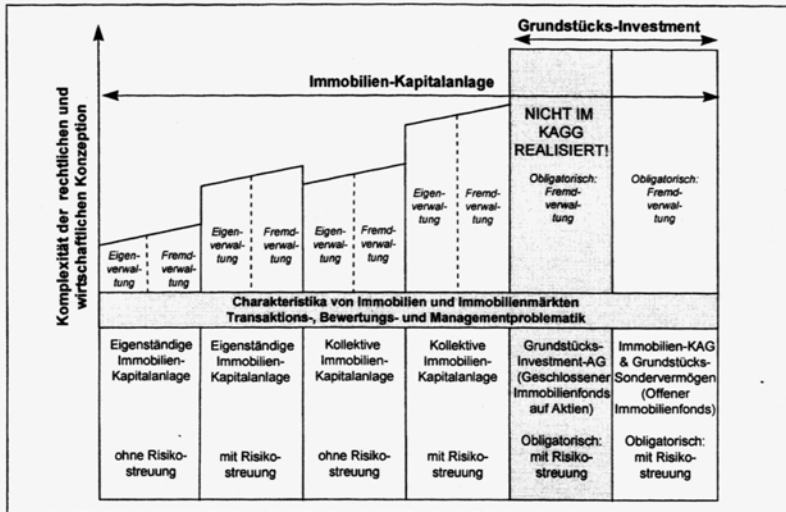 Grundstücks-Investment
Immobilien-Kapitalanlage
Komplexität der rechtlichen und
wirtschaftlichen Konzeption
Eigen-
verwal-
tung
Fremd-
verwal-
tung
Eigen-
verwal-
tung
Fremd-
verwal-
tung
Eigen-
verwal-
tung
Fremd-
verwal-
tung
Eigen-
verwal-
tung
Fremd-
verwal-
tung
NICHT IM
KAGG
REALISIERT!
Obligatorisch:
Fremd-
verwal-
tung
Obligatorisch:
Fremd-
verwal-
tung
Charakteristika von Immobilien und Immobilienmärkten
Transaktions-, Bewertungs- und Managementproblematik
Eigenständige
Immobilien-
Kapitalanlage
ohne Risiko-
streuung
Eigenständige
Immobilien-
Kapitalanlage
mit Risiko-
streuung
Kollektive
Immobilien-
Kapitalanlage
ohne Risiko-
streuung
Kollektive
Immobilien-
Kapitalanlage
mit Risiko-
streuung
Grundstücks-
Investment-AG
(Geschlossener
Immobilienfonds
auf Aktien)
Obligatorisch:
mit Risiko-
streuung
Immobilien-KAG
& Grundstücks-
Sondervermögen
(Offener
Immobilienfonds)
Obligatorisch:
mit Risiko-
streuung